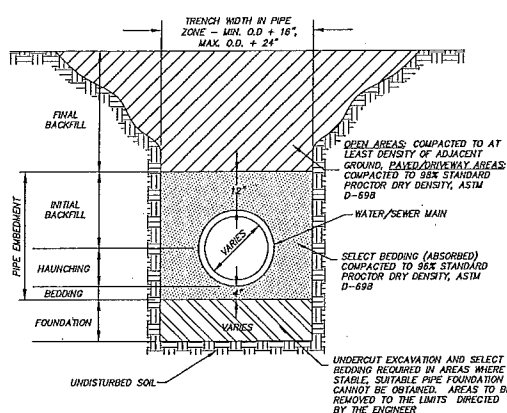 TRENCH WIDTH IN PIPE
ZONE - MIN. O.D + 16",
MAX. O.D. + 24"
FINAL
BACKFILL
OPEN AREAS: COMPACTED TO AT
LEAST DENSITY OF ADJACENT
GROUND, PAVED/DRIVEWAY AREAS:
COMPACTED TO 98% STANDARD
PROCTOR DRY DENSITY, ASTM
D-698
12"
PIPE EMBEDMENT
INITIAL
BACKFILL
WATER/SEWER MAIN
VARIES
SELECT BEDDING (ABSORBED)
COMPACTED TO 96% STANDARD
PROCTOR DRY DENSITY, ASTM
D-698
HAUNCHING
4"
BEDDING
FOUNDATION
VARIES
UNDISTURBED SOIL
UNDERCUT EXCAVATION AND SELECT
BEDDING REQUIRED IN AREAS WHERE
STABLE, SUITABLE PIPE FOUNDATION
CANNOT BE OBTAINED. AREAS TO BE
REMOVED TO THE LIMITS DIRECTED
BY THE ENGINEER